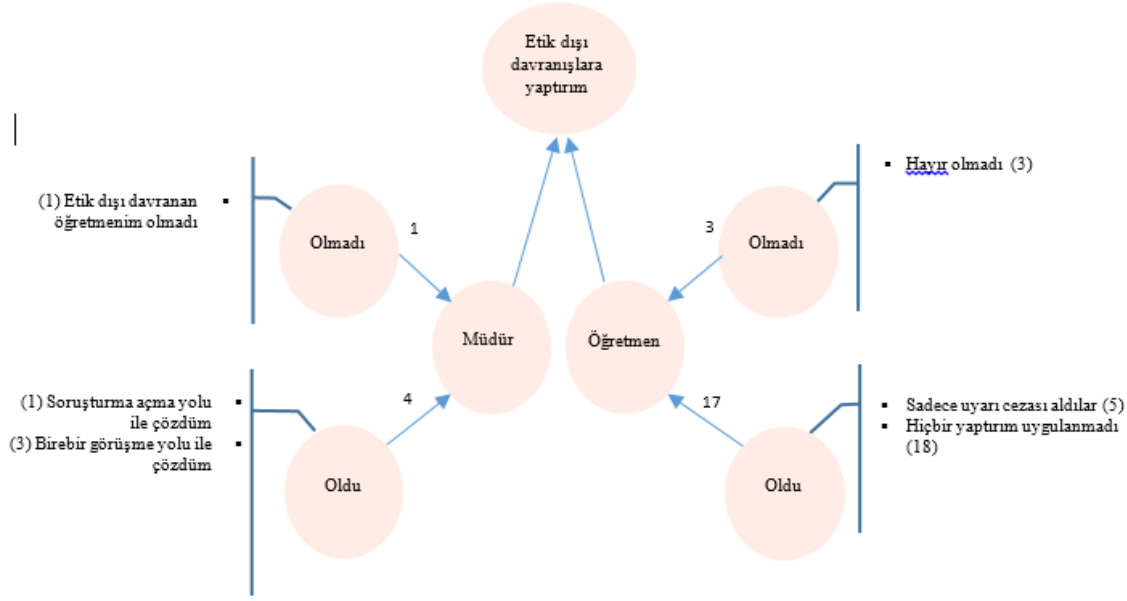 Etik dışı
davranışlara
yaptırım
(1) Etik dışı davranan
öğretmenim olmadı
Olmadı
1
Müdür
4
Oldu
(1) Soruşturma açma yolu
ile çözdüm
(3) Birebir görüşme yolu ile
çözdüm
Hayır olmadı (3)
Olmadı
3
Öğretmen
17
Oldu
Sadece uyarı cezası aldılar (5)
Hiçbir yaptırım uygulanmadı
(18)